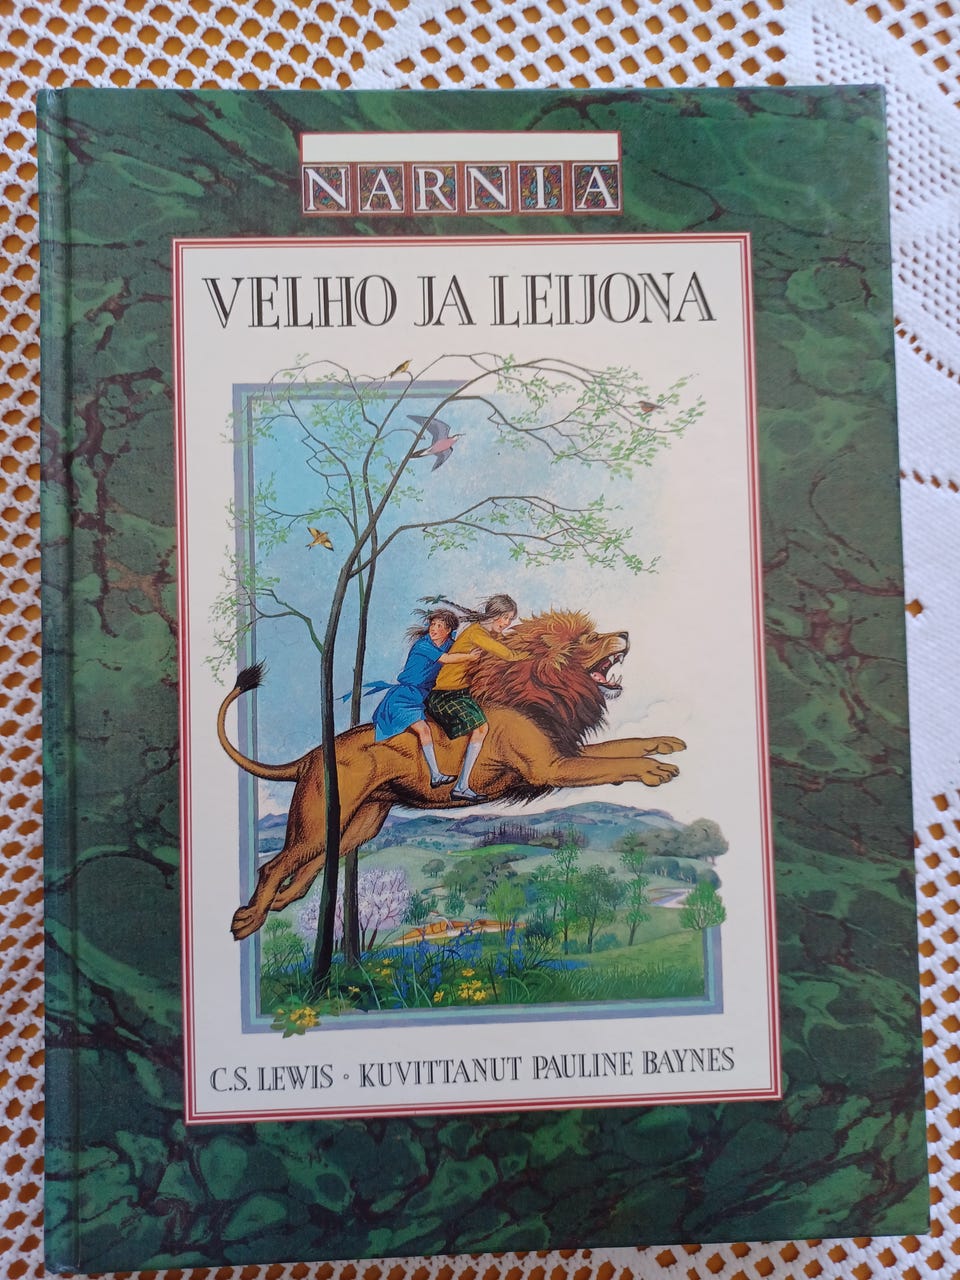 NARNIA
VELHO JA LEIJONA
C.S. LEWIS • KUVITTANUT PAULINE BAYNES